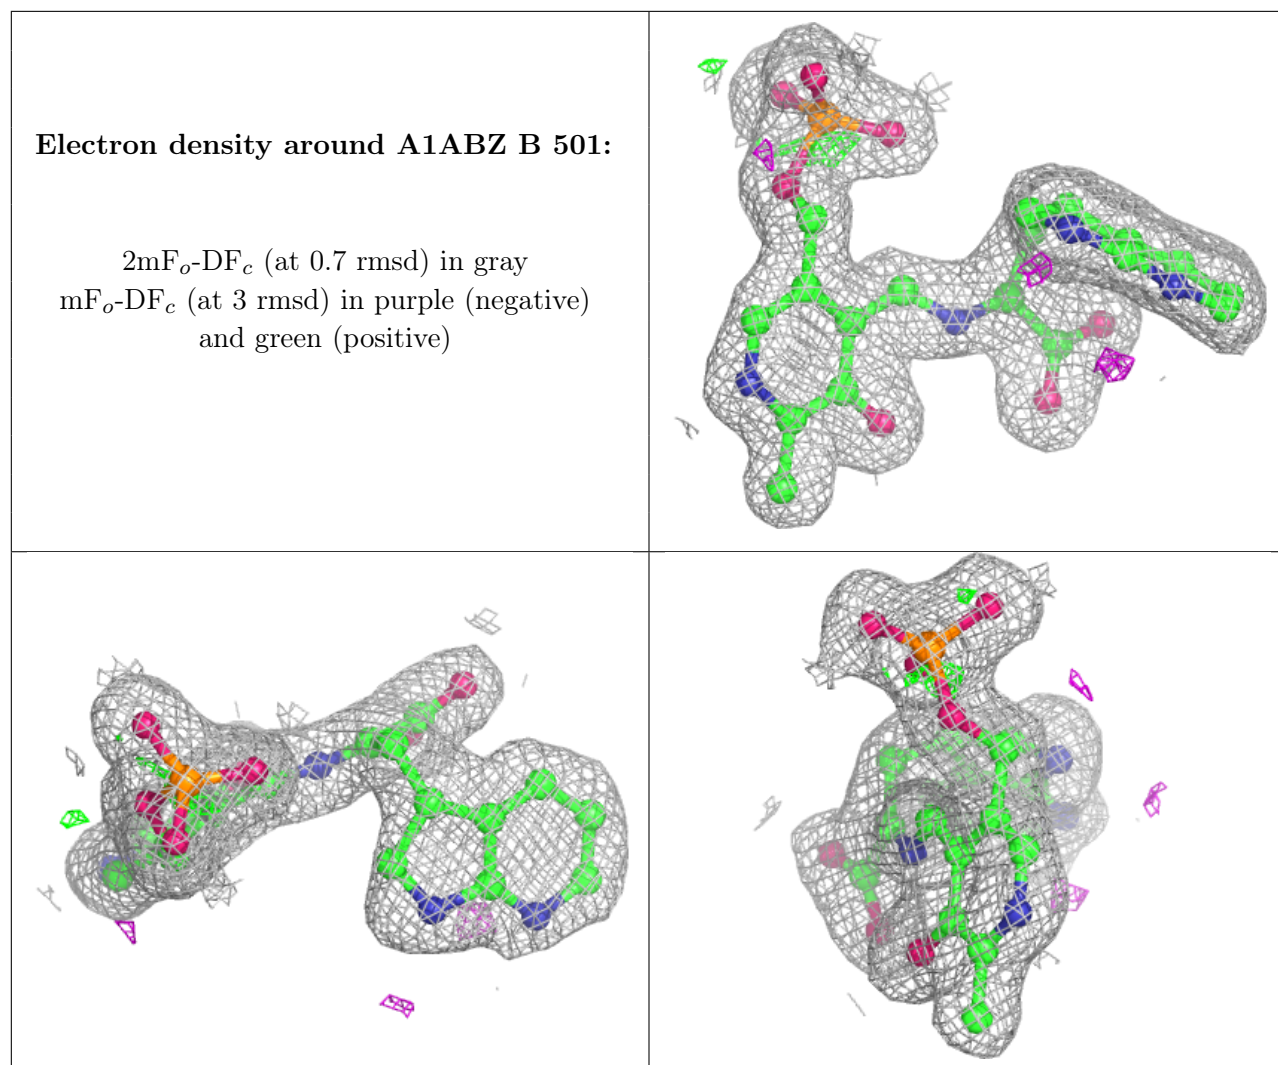 Electron density around A1ABZ B 501:
2mFₒ-DF𝒸 (at 0.7 rmsd) in gray
mFₒ-DF𝒸 (at 3 rmsd) in purple (negative)
and green (positive)